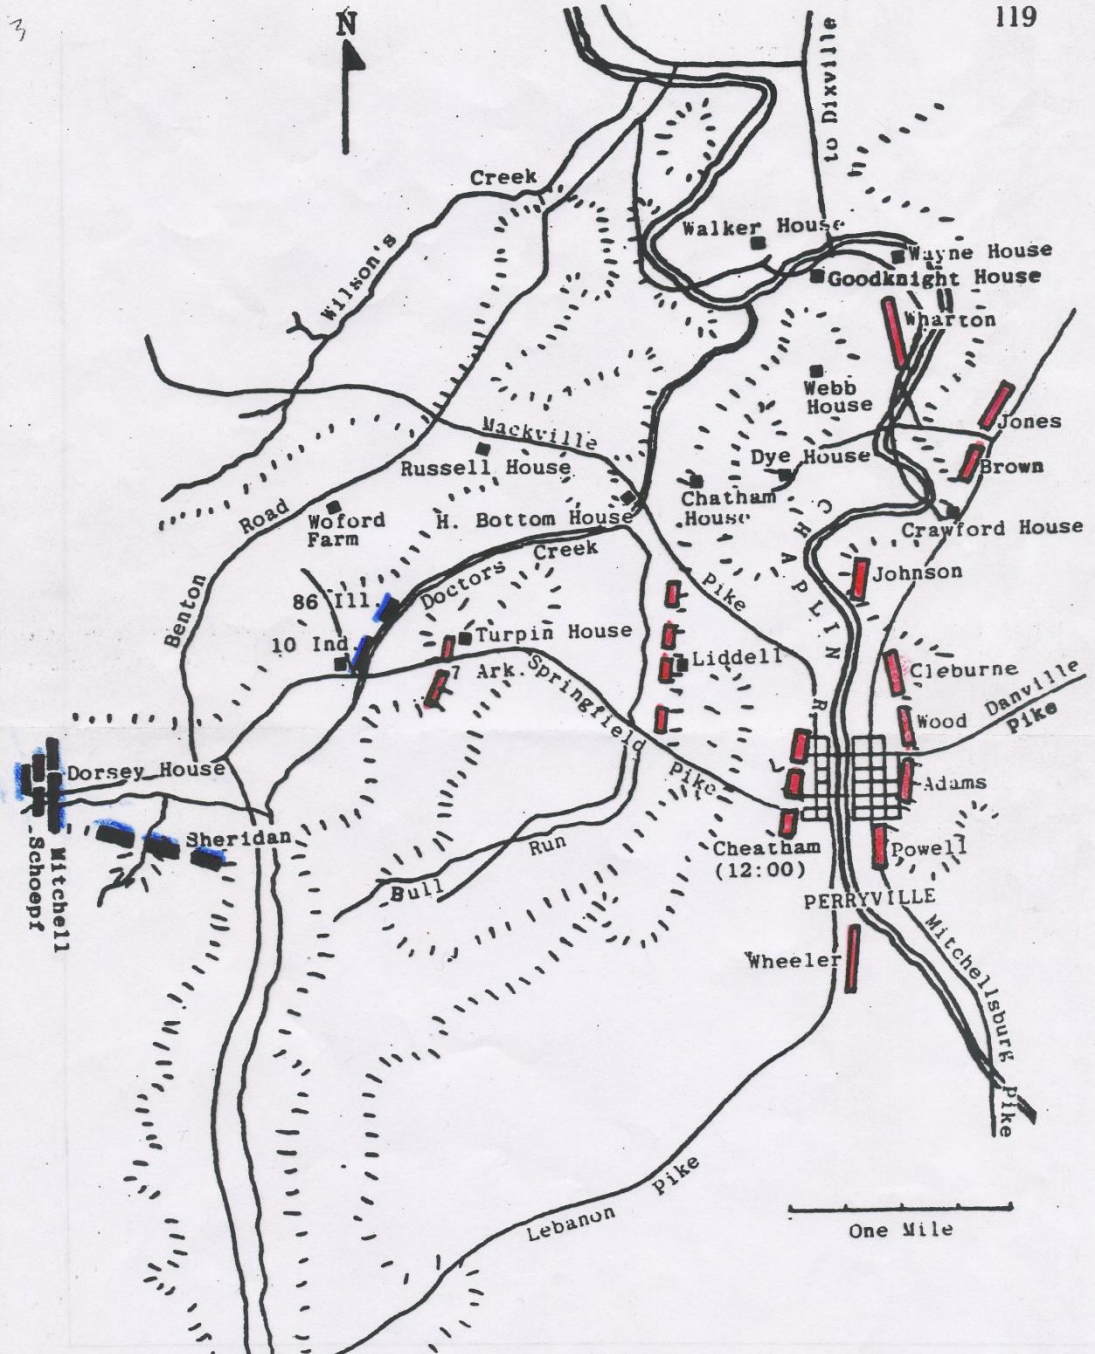 3
119
N
to Dixville
Creek
Wilson's
Walker House
Wayne House
Goodknight House
Wharton
Webb
House
Jones
Mackville
Russell House
Dye House
Brown
Chatham
House
Road
Woford
Farm
H. Bottom House
Crawford House
Creek
Doctors
CHAPLIN
R
Johnson
Benton
86 Ill.
Pike
10 Ind.
Turpin House
7 Ark.
Liddell
Cleburne
Springfield
Pike
Danville
Pike
Wood
Dorsey House
Adams
Schoepf
Mitchell
Sheridan
Run
Bull
Cheatham
(12:00)
Powell
PERRYVILLE
Wheeler
Mitchellsburg
Pike
Lebanon
Pike
One Mile